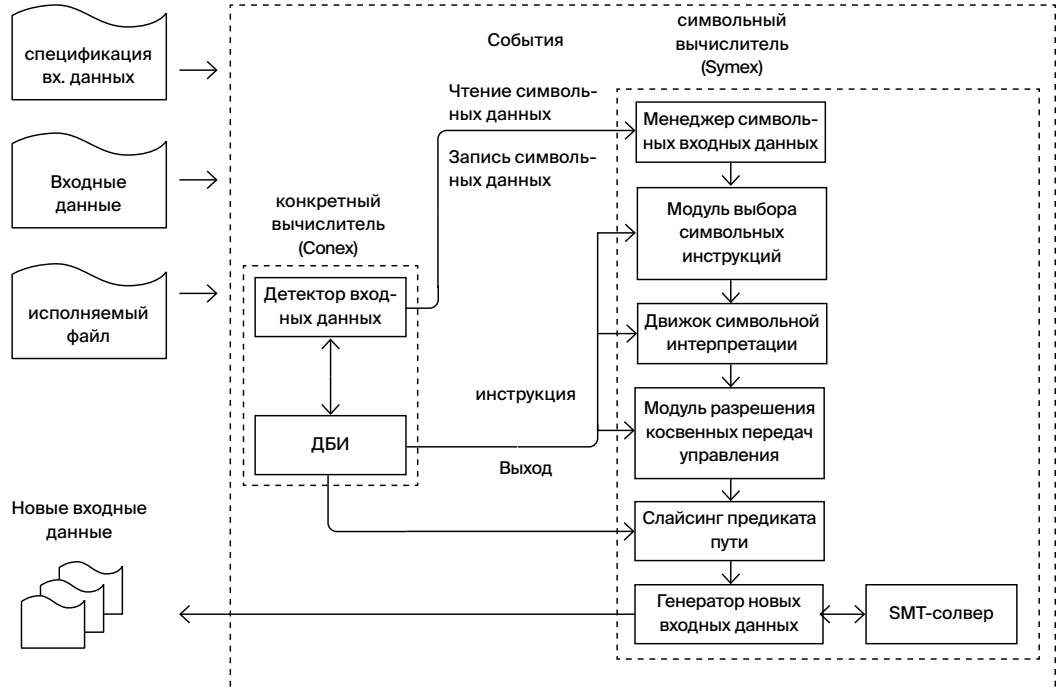 спецификация
вх. данных
Входные
данные
исполняемый
файл
Новые входные
данные
События
Чтение символь-
ных данных
Запись символь-
ных данных
конкретный
вычислитель
(Conex)
Детектор вход-
ных данных
ДБИ
инструкция
Выход
символьный
вычислитель
(Symex)
Менеджер символь-
ных входных данных
Модуль выбора
символьных
инструкций
Движок символьной
интерпретации
Модуль разрешения
косвенных передач
управления
Слайсинг предиката
пути
Генератор новых
входных данных
SMT-солвер